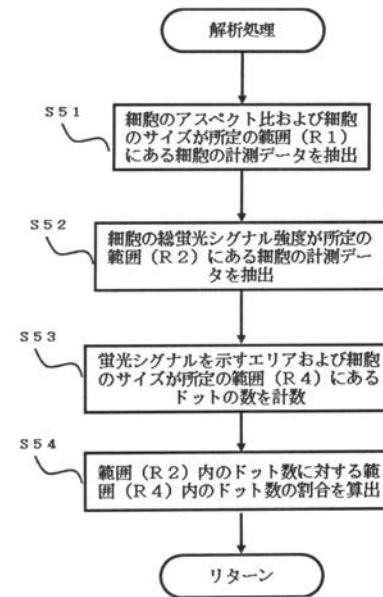 解析処理
S51
細胞のアスペクト比および細胞
のサイズが所定の範囲(R1)
にある細胞の計測データを抽出
S52
細胞の総蛍光シグナル強度が所定の
範囲(R2)にある細胞の計測デー
タを抽出
S53
蛍光シグナルを示すエリアおよび細胞
のサイズが所定の範囲(R4)にある
ドットの数を計数
S54
範囲(R2)内のドット数に対する範
囲(R4)内のドット数の割合を算出
リターン